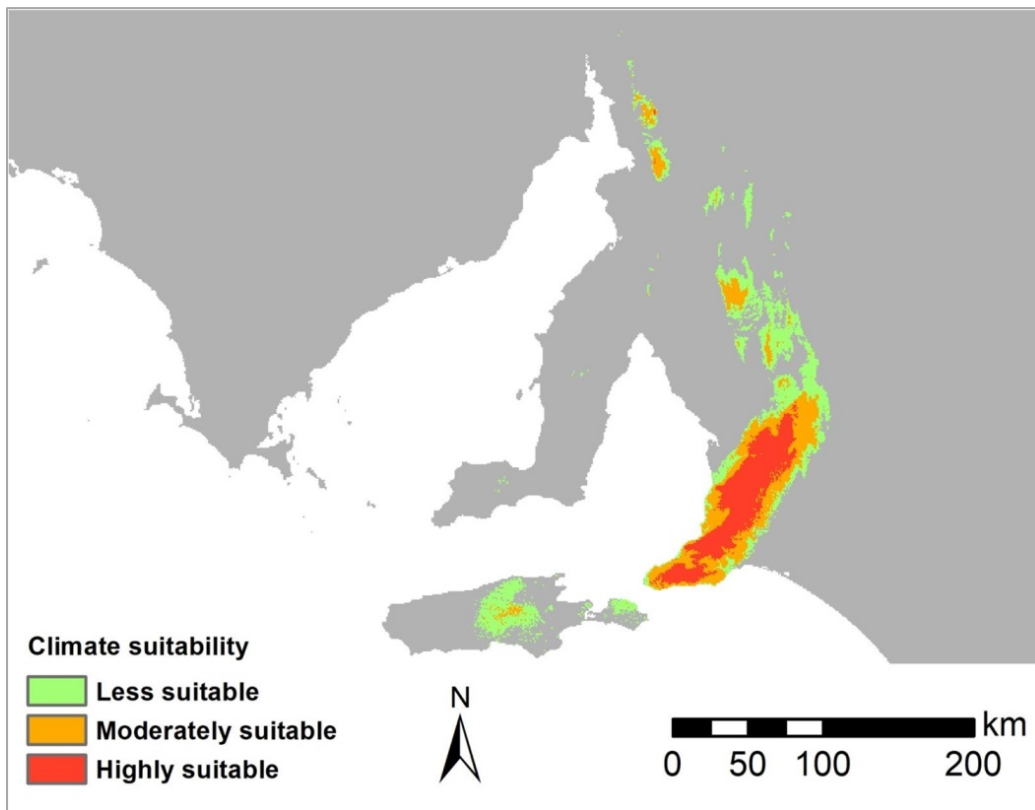 Climate suitability
Less suitable
Moderately suitable
Highly suitable
N
km
0 50 100 200